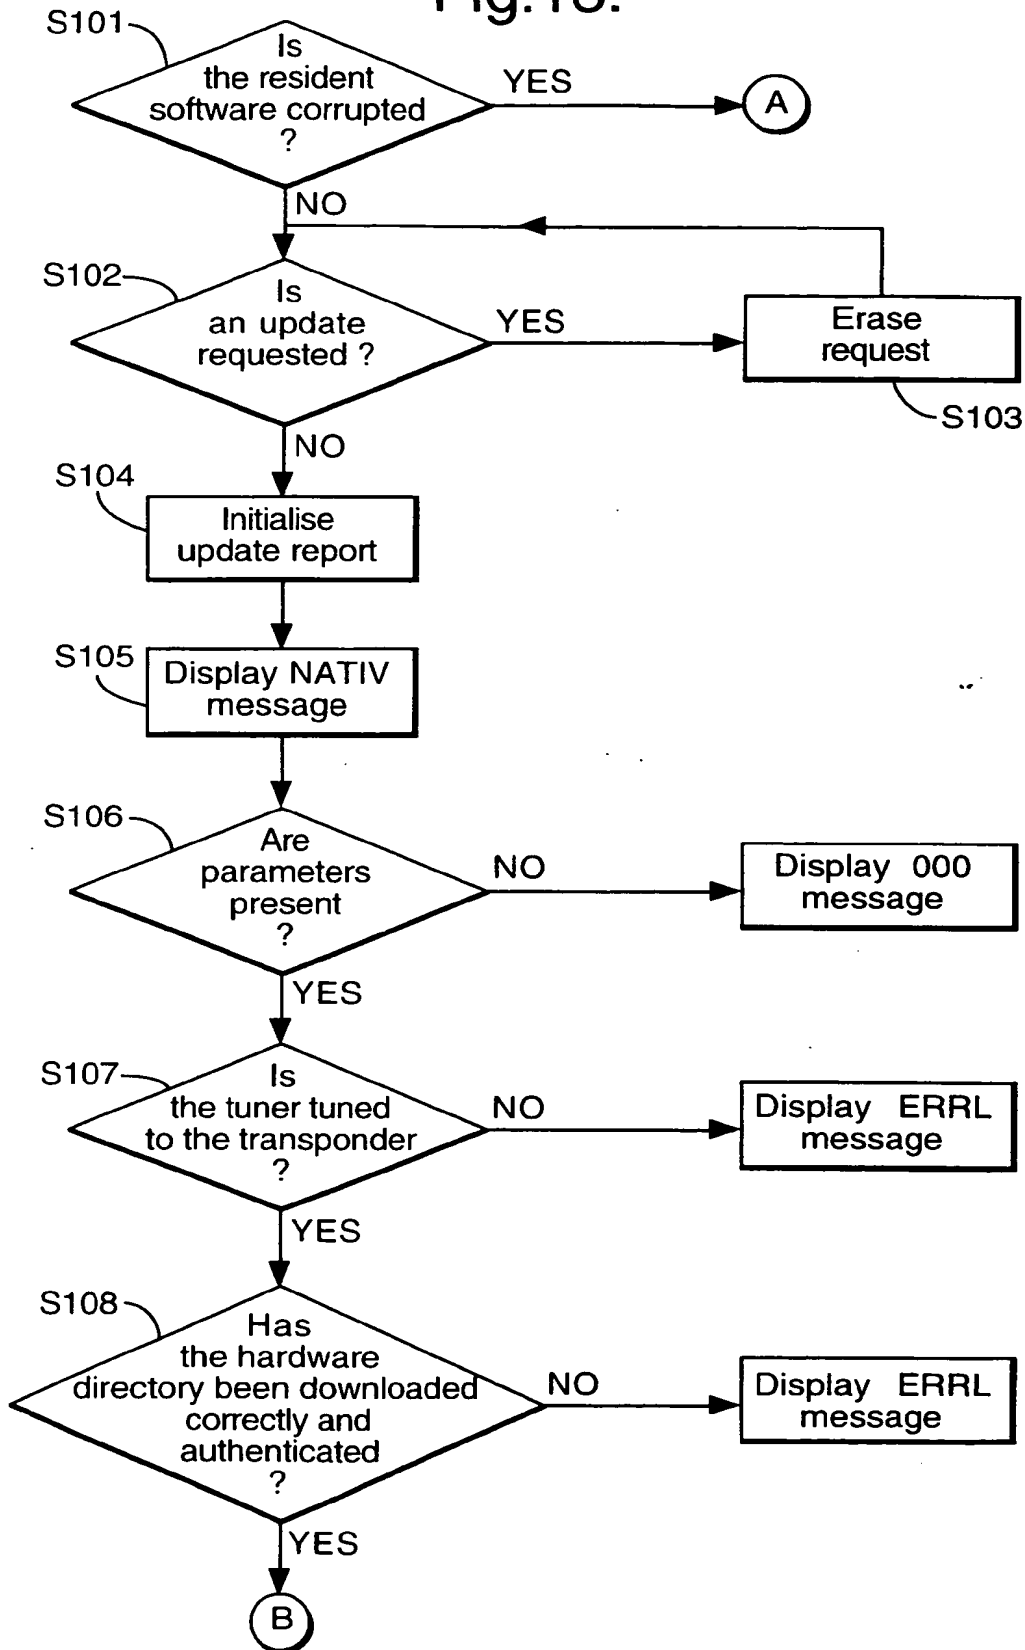 S101
Is
the resident
software corrupted
?
YES
A
NO
S102
Is
an update
requested ?
YES
Erase
request
S103
NO
S104
Initialise
update report
S105
Display NATIV
message
S106
Are
parameters
present
?
NO
Display 000
message
YES
S107
Is
the tuner tuned
to the transponder
?
NO
Display ERRL
message
YES
S108
Has
the hardware
directory been downloaded
correctly and
authenticated
?
NO
Display ERRL
message
YES
B